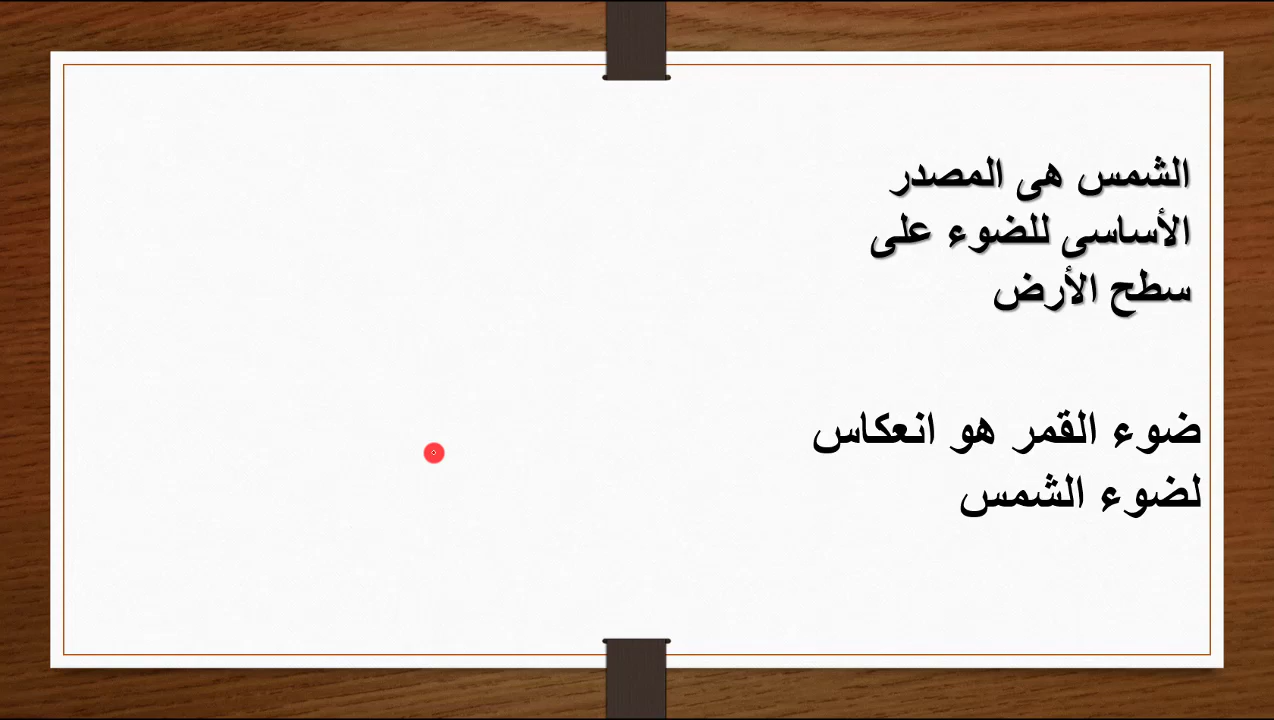 الشمس هى المصدر
الأساسى للضوء على
سطح الأرض
ضوء القمر هو انعكاس
لضوء الشمس